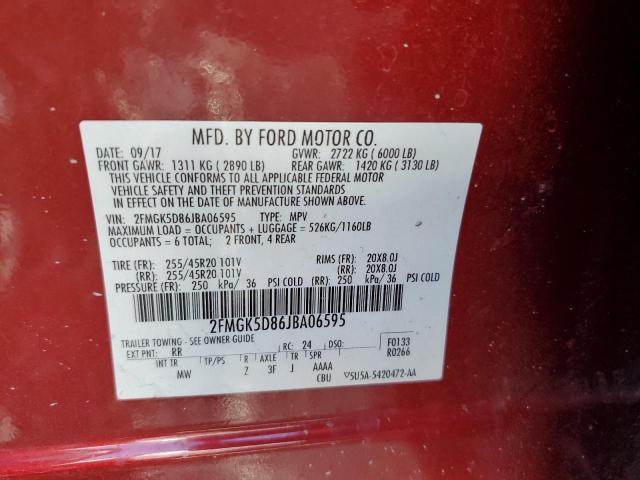 MFD. BY FORD MOTOR CO.
DATE: 09/17 GVWR: 2722 KG ( 6000 LB)
FRONT GAWR: 1311 KG ( 2890 LB) REAR GAWR: 1420 KG ( 3130 LB)
THIS VEHICLE CONFORMS TO ALL APPLICABLE FEDERAL MOTOR
VEHICLE SAFETY AND THEFT PREVENTION STANDARDS
IN EFFECT ON THE DATE OF MANUFACTURE SHOWN ABOVE.
VIN: 2FMGK5D86JBA06595 TYPE: MPV
MAXIMUM LOAD = OCCUPANTS + LUGGAGE = 526KG/1160LB
OCCUPANTS = 6 TOTAL; 2 FRONT, 4 REAR
TIRE (FR): 255/45R20 101V RIMS (FR): 20X8.0J
(RR): 255/45R20 101V (RR): 20X8.0J
PRESSURE (FR): 250 kPa/ 36 PSI COLD (RR): 250 kPa/ 36 PSI COLD
2FMGK5D86JBA06595
TRAILER TOWING - SEE OWNER GUIDE
EXT PNT: RR RC: 24 DSO: F0133
R0266
INT TR TP/PS R AXLE TR SPR
MW Z 3F J AAAA
CBU
▽5U5A-5420472-AA